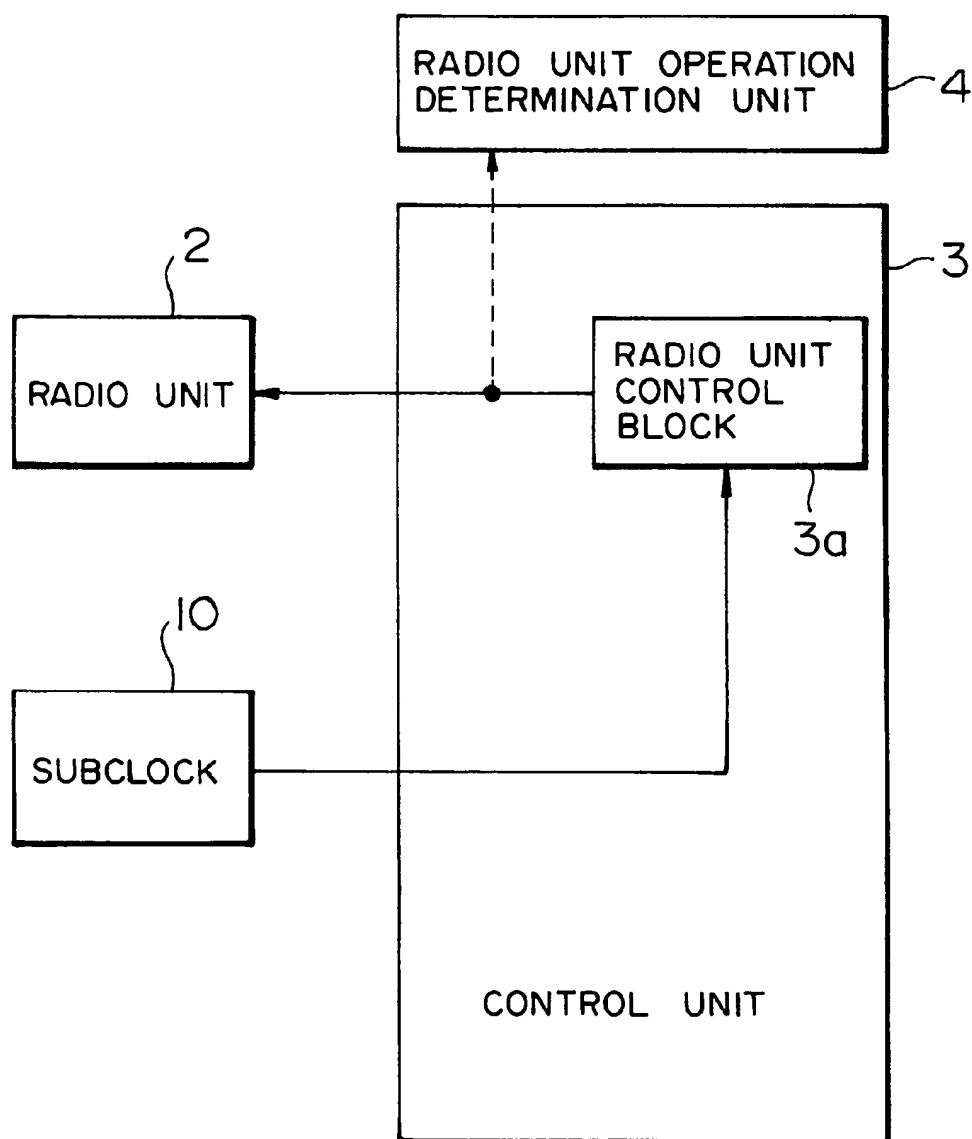 RADIO UNIT OPERATION
DETERMINATION UNIT
4
3
2
RADIO UNIT
RADIO UNIT
CONTROL
BLOCK
3a
10
SUBCLOCK
CONTROL UNIT